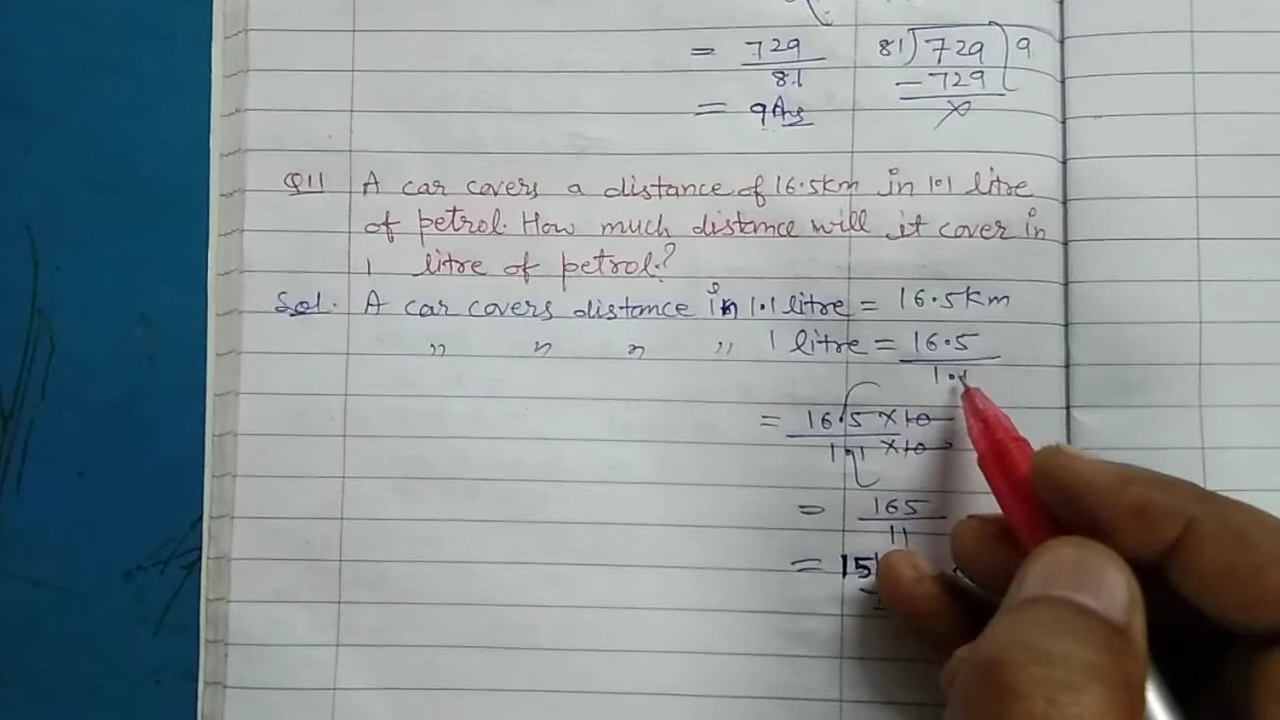 = 729 81)729(9
81 -729
= 9 Ans x
Q11 A car covers a distance of 16.5km in 1.1 litre
of petrol. How much distance will it cover in
1 litre of petrol.?
Sol. A car covers distance in 1.1 litre = 16.5Km
" " " " 1 litre = 16.5
1.1
= 16.5 x 10
1.1 x 10
= 165
11
= 15